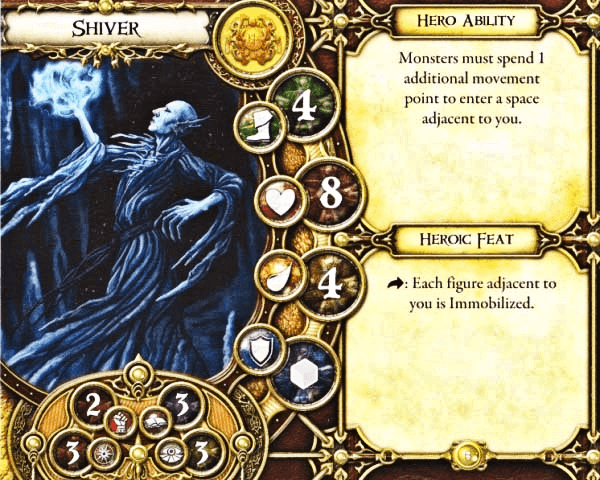 Shiver
4
8
4
2
3
3
3
Hero Ability
Monsters must spend 1
additional movement
point to enter a space
adjacent to you.
Heroic Feat
: Each figure adjacent to
you is Immobilized.